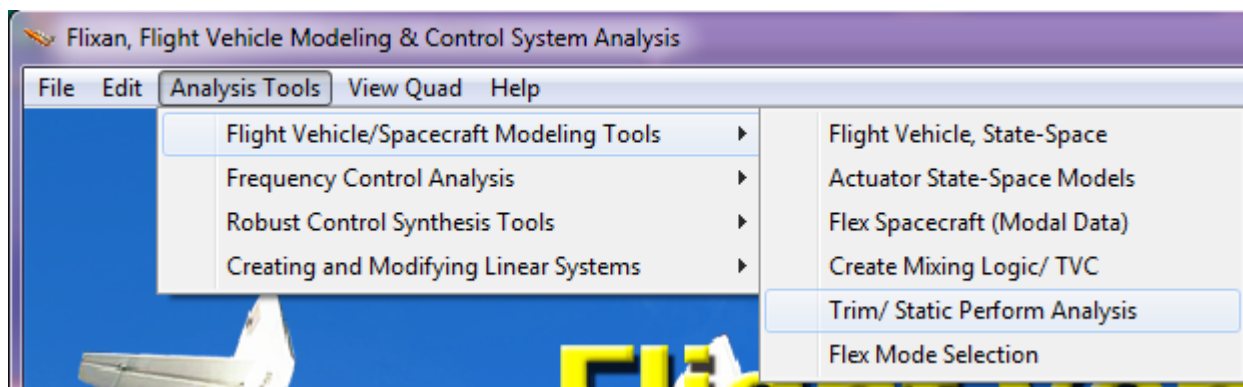 Flixan, Flight Vehicle Modeling & Control System Analysis
File Edit Analysis Tools View Quad Help
Flight Vehicle/Spacecraft Modeling Tools
Frequency Control Analysis
Robust Control Synthesis Tools
Creating and Modifying Linear Systems
Flight Vehicle, State-Space
Actuator State-Space Models
Flex Spacecraft (Modal Data)
Create Mixing Logic/ TVC
Trim/ Static Perform Analysis
Flex Mode Selection